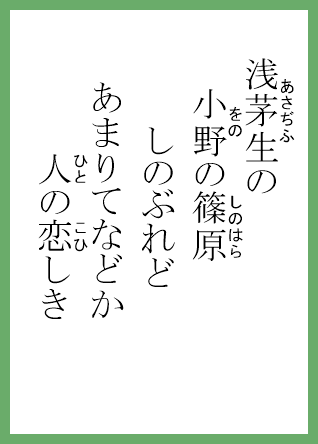 浅茅生の
あさぢふ
小野の篠原
をの
しのはら
しのぶれど
あまりてなどか
人の恋しき
ひと
こひ